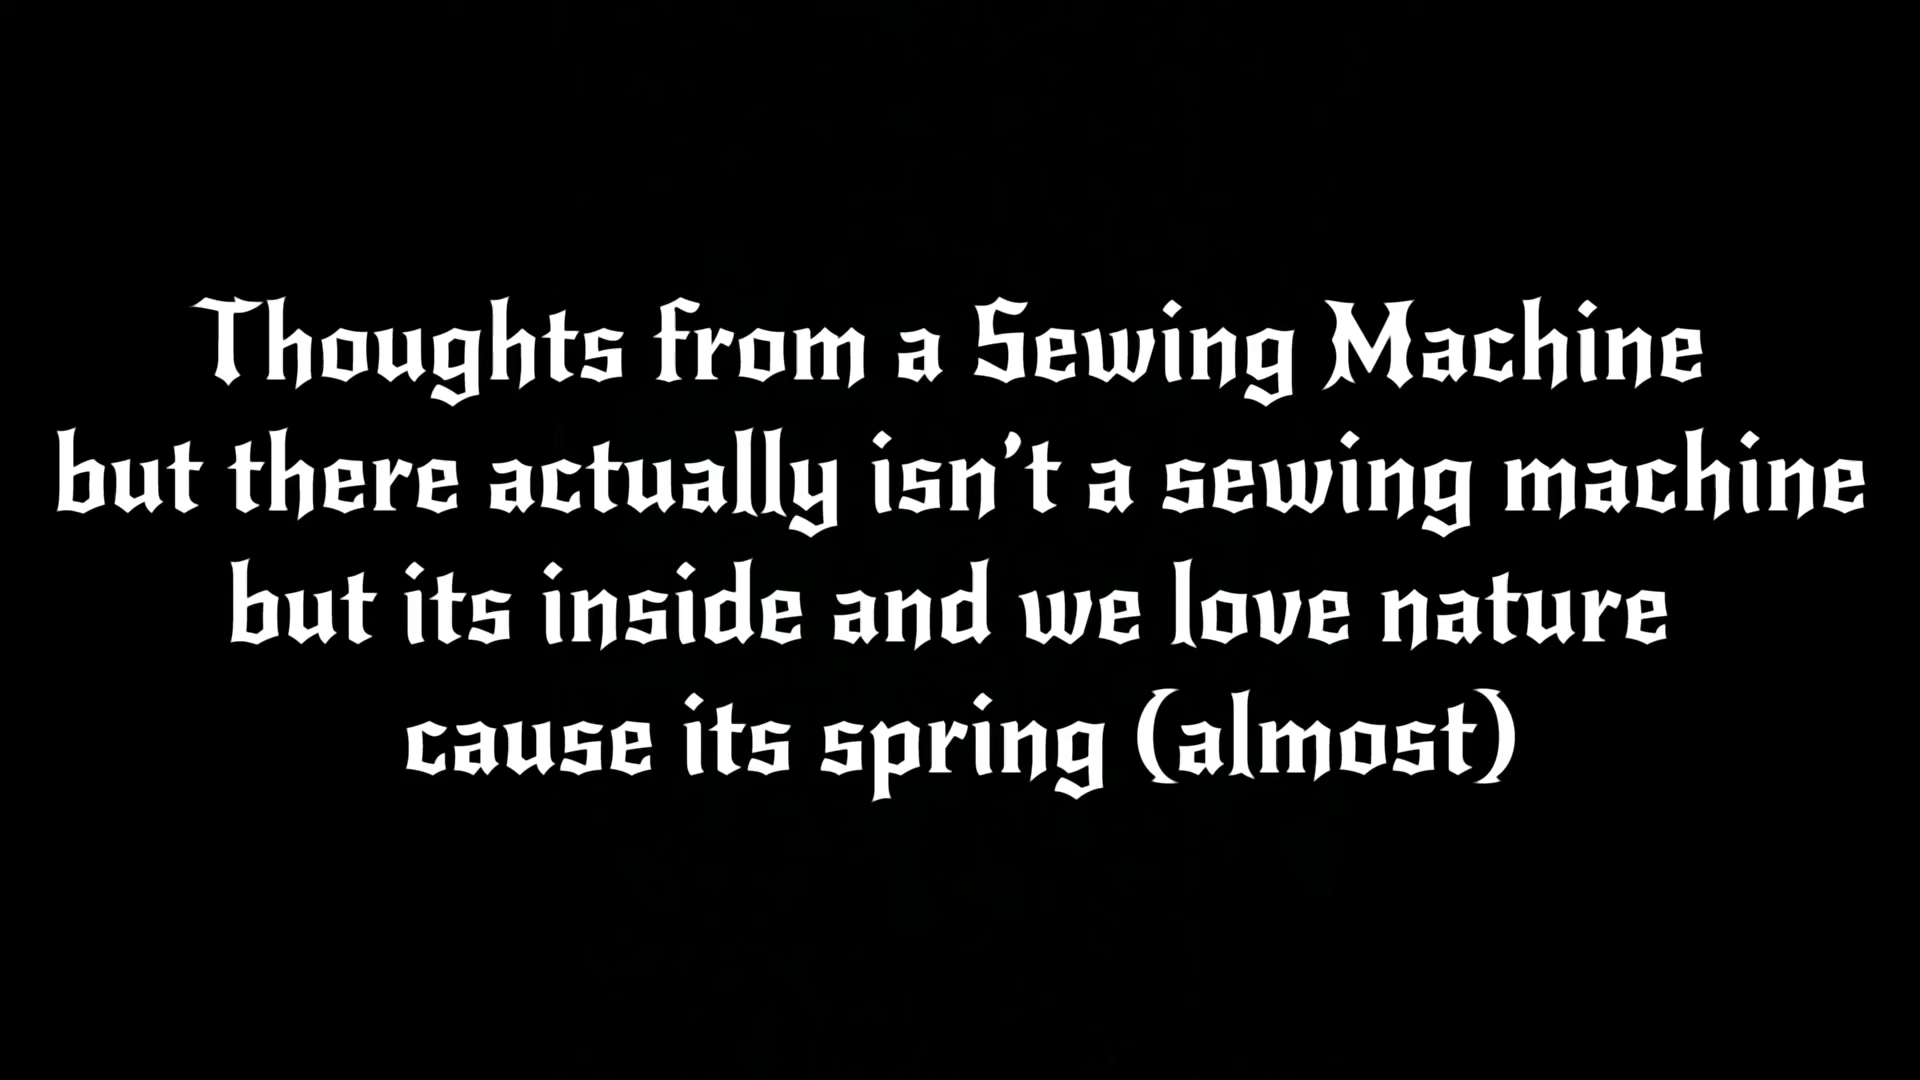 Thoughts from a Sewing Machine
but there actually isn't a sewing machine
but its inside and we love nature
cause its spring (almost)